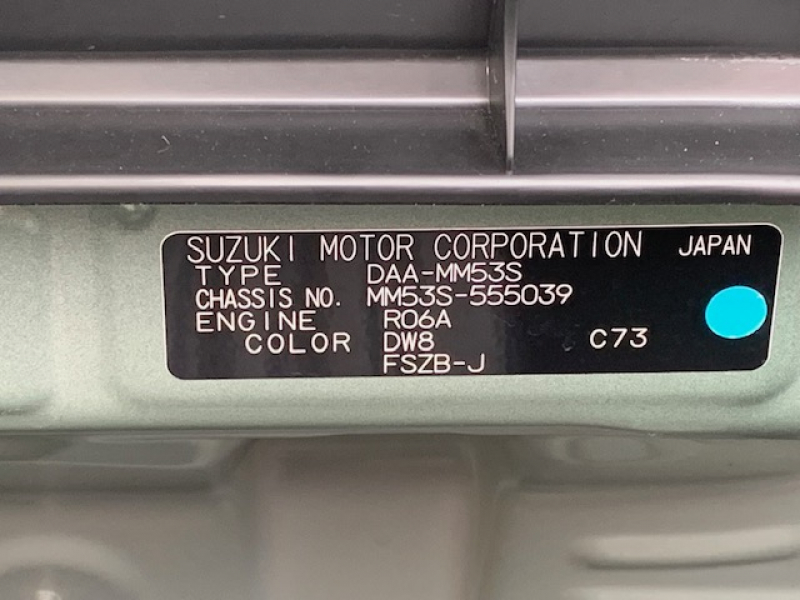 SUZUKI MOTOR CORPORATION JAPAN
TYPE DAA-MM53S
CHASSIS NO. MM53S-555039
ENGINE R06A
COLOR DW8 C73
FSZB-J